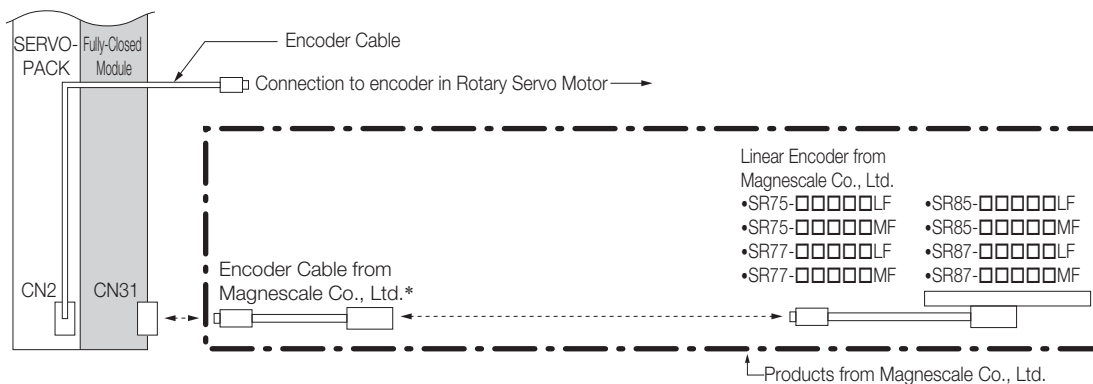 SERVO-
PACK
Fully-Closed
Module
Encoder Cable
Connection to encoder in Rotary Servo Motor
Linear Encoder from
Magnescale Co., Ltd.
•SR75-□□□□□LF
•SR75-□□□□□MF
•SR77-□□□□□LF
•SR77-□□□□□MF
•SR85-□□□□□LF
•SR85-□□□□□MF
•SR87-□□□□□LF
•SR87-□□□□□MF
CN2
CN31
Encoder Cable from
Magnescale Co., Ltd.*
Products from Magnescale Co., Ltd.